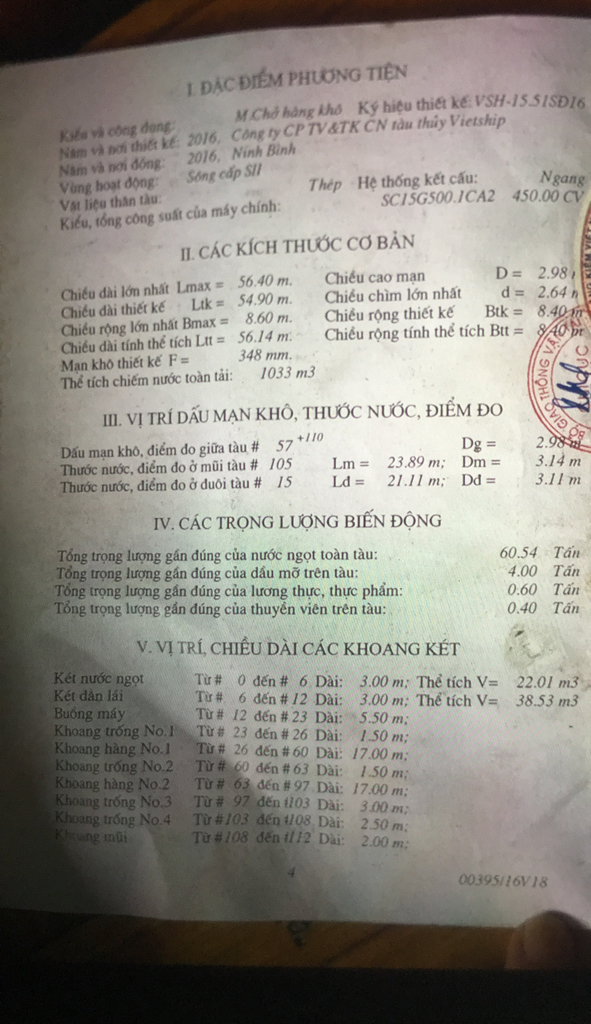 I. ĐẶC ĐIỂM PHƯƠNG TIỆN
Kiểu và công dụng: M.Chở hàng khô Ký hiệu thiết kế: VSH-15.51SĐ16
Năm và nơi thiết kế: 2016, Công ty CP TV&TK CN tàu thủy Vietship
Năm và nơi đóng: 2016, Ninh Bình
Vùng hoạt động: Sông cấp SII
Vật liệu thân tàu: Thép Hệ thống kết cấu: Ngang
Kiểu, tổng công suất của máy chính: SC15G500.1CA2 450.00 CV
II. CÁC KÍCH THƯỚC CƠ BẢN
Chiều dài lớn nhất Lmax = 56.40 m. Chiều cao mạn D = 2.98
Chiều dài thiết kế Ltk = 54.90 m. Chiều chìm lớn nhất d = 2.64
Chiều rộng lớn nhất Bmax = 8.60 m. Chiều rộng thiết kế Btk = 8.40 m
Chiều dài tính thể tích Ltt = 56.14 m. Chiều rộng tính thể tích Btt = 8.40 m
Mạn khô thiết kế F = 348 mm.
Thể tích chiếm nước toàn tải: 1033 m3
III. VỊ TRÍ DẤU MẠN KHÔ, THƯỚC NƯỚC, ĐIỂM ĐO
Dấu mạn khô, điểm đo giữa tàu # 57 +110 Dg = 2.98 m
Thước nước, điểm đo ở mũi tàu # 105 Lm = 23.89 m; Dm = 3.14 m
Thước nước, điểm đo ở đuôi tàu # 15 Lđ = 21.11 m; Dđ = 3.11 m
IV. CÁC TRỌNG LƯỢNG BIẾN ĐỘNG
Tổng trọng lượng gần đúng của nước ngọt toàn tàu: 60.54 Tấn
Tổng trọng lượng gần đúng của dầu mỡ trên tàu: 4.00 Tấn
Tổng trọng lượng gần đúng của lương thực, thực phẩm: 0.60 Tấn
Tổng trọng lượng gần đúng của thuyền viên trên tàu: 0.40 Tấn
V. VỊ TRÍ, CHIỀU DÀI CÁC KHOANG KÉT
Két nước ngọt Từ # 0 đến # 6 Dài: 3.00 m; Thể tích V= 22.01 m3
Két dằn lái Từ # 6 đến # 12 Dài: 3.00 m; Thể tích V= 38.53 m3
Buồng máy Từ # 12 đến # 23 Dài: 5.50 m;
Khoang trống No.1 Từ # 23 đến # 26 Dài: 1.50 m;
Khoang hàng No.1 Từ # 26 đến # 60 Dài: 17.00 m;
Khoang trống No.2 Từ # 60 đến # 63 Dài: 1.50 m;
Khoang hàng No.2 Từ # 63 đến # 97 Dài: 17.00 m;
Khoang trống No.3 Từ # 97 đến #103 Dài: 3.00 m;
Khoang trống No.4 Từ #103 đến #108 Dài: 2.50 m;
Khoang mũi Từ #108 đến #112 Dài: 2.00 m;
4
00395/16V18